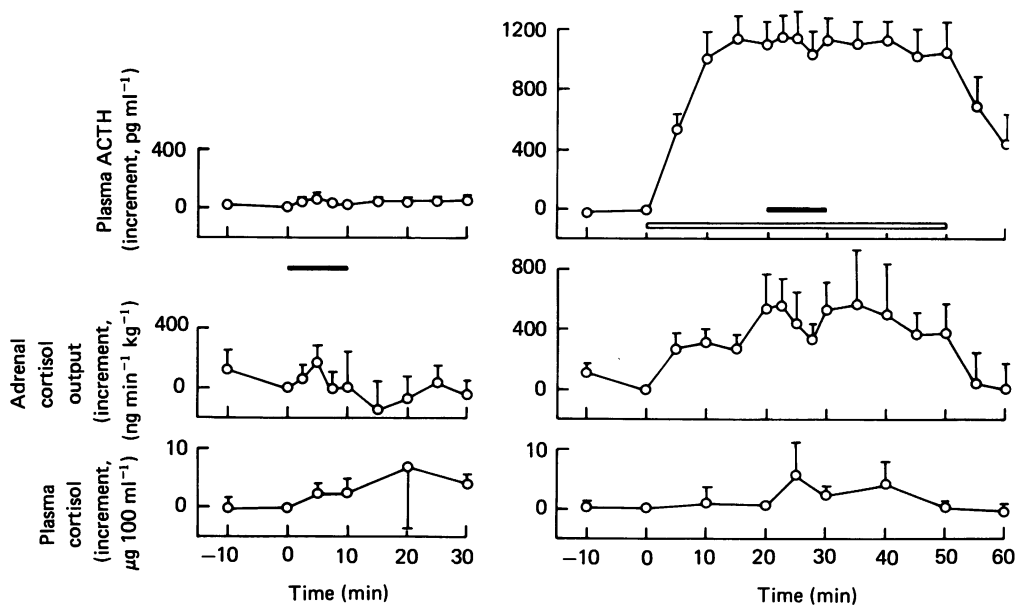 Plasma ACTH
(increment, pg ml⁻¹)
400
0
1200
800
400
0
Adrenal
cortisol
output
(increment,
(ng min⁻¹ kg⁻¹)
400
0
800
400
0
Plasma
cortisol
(increment,
µg 100 ml⁻¹)
10
0
10
0
−10 0 10 20 30
Time (min)
−10 0 10 20 30 40 50 60
Time (min)